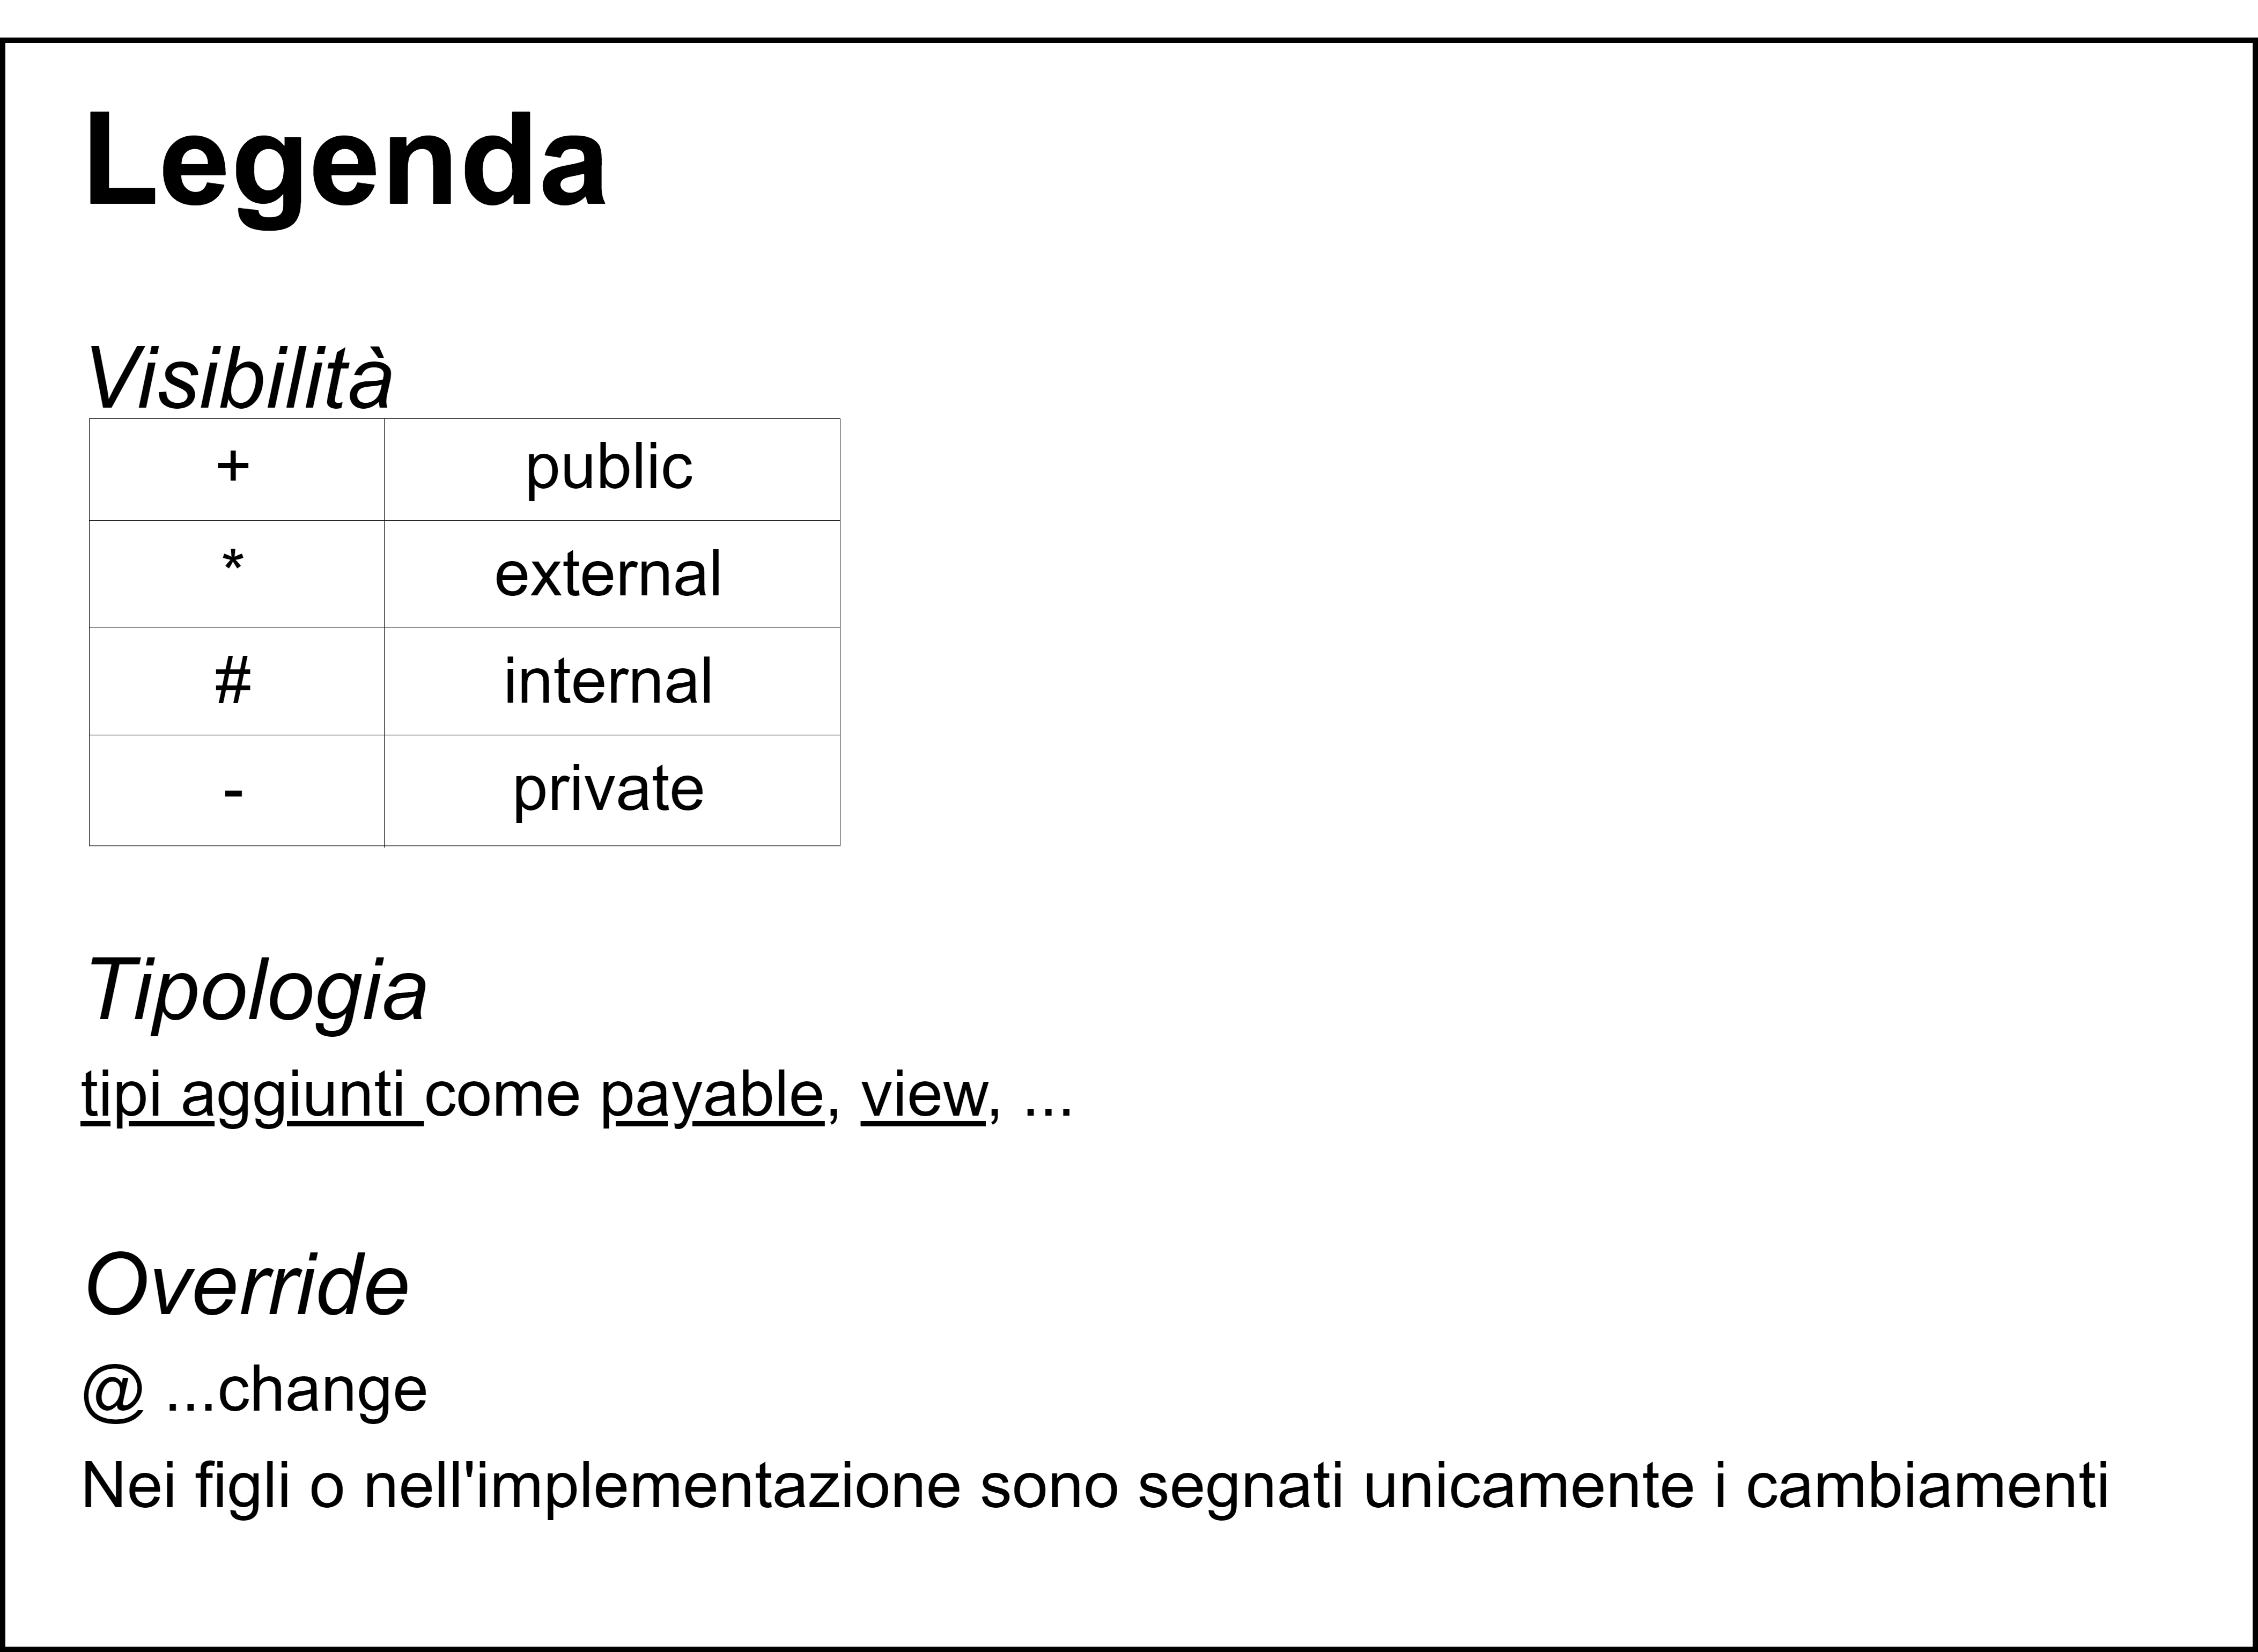 Legenda
Visibilità
+ public
* external
# internal
- private
Tipologia
tipi aggiunti come payable, view, ...
Override
@ ...change
Nei figli o nell'implementazione sono segnati unicamente i cambiamenti